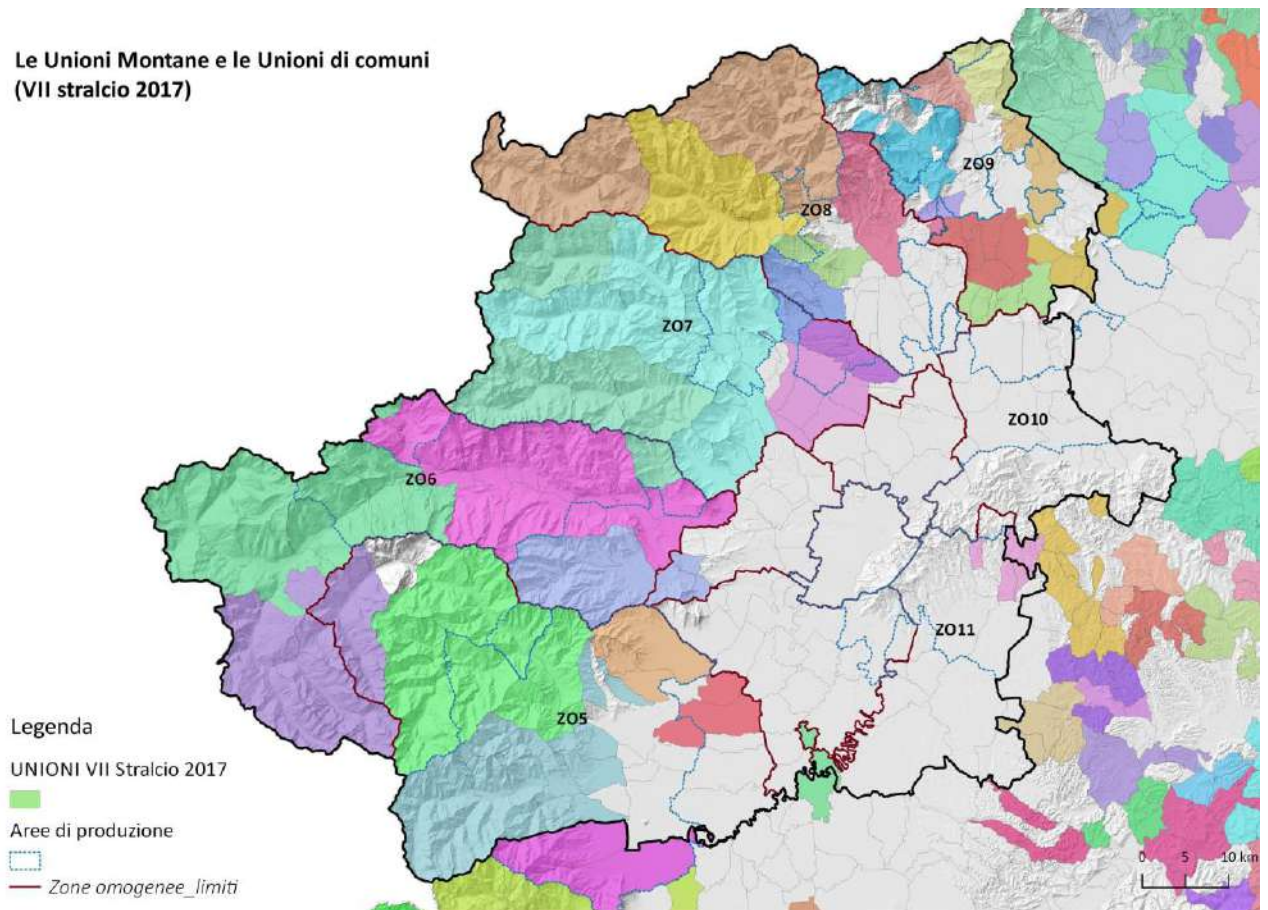 Le Unioni Montane e le Unioni di comuni
(VII stralcio 2017)
ZO9
ZO8
ZO7
ZO10
ZO6
ZO11
ZO5
Legenda
UNIONI VII Stralcio 2017
Aree di produzione
Zone omogenee_limiti
0 5 10 km